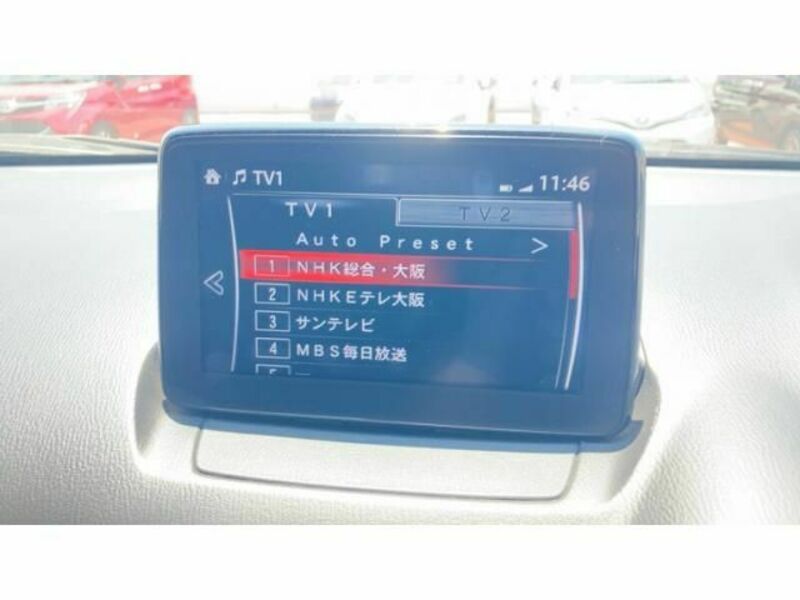 TV1 11:46
TV1 TV2
Auto Preset >
1 NHK総合・大阪
2 NHKEテレ大阪
3 サンテレビ
4 MBS毎日放送